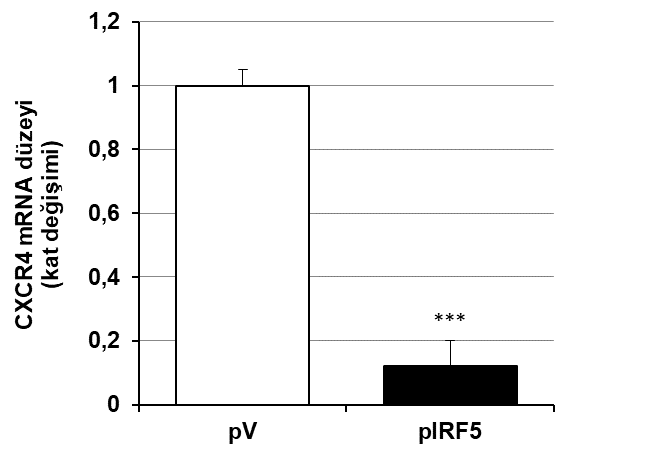 CXCR4 mRNA düzeyi
(kat değişimi)
1,2
1
0,8
0,6
0,4
0,2
0
***
pV
pIRF5